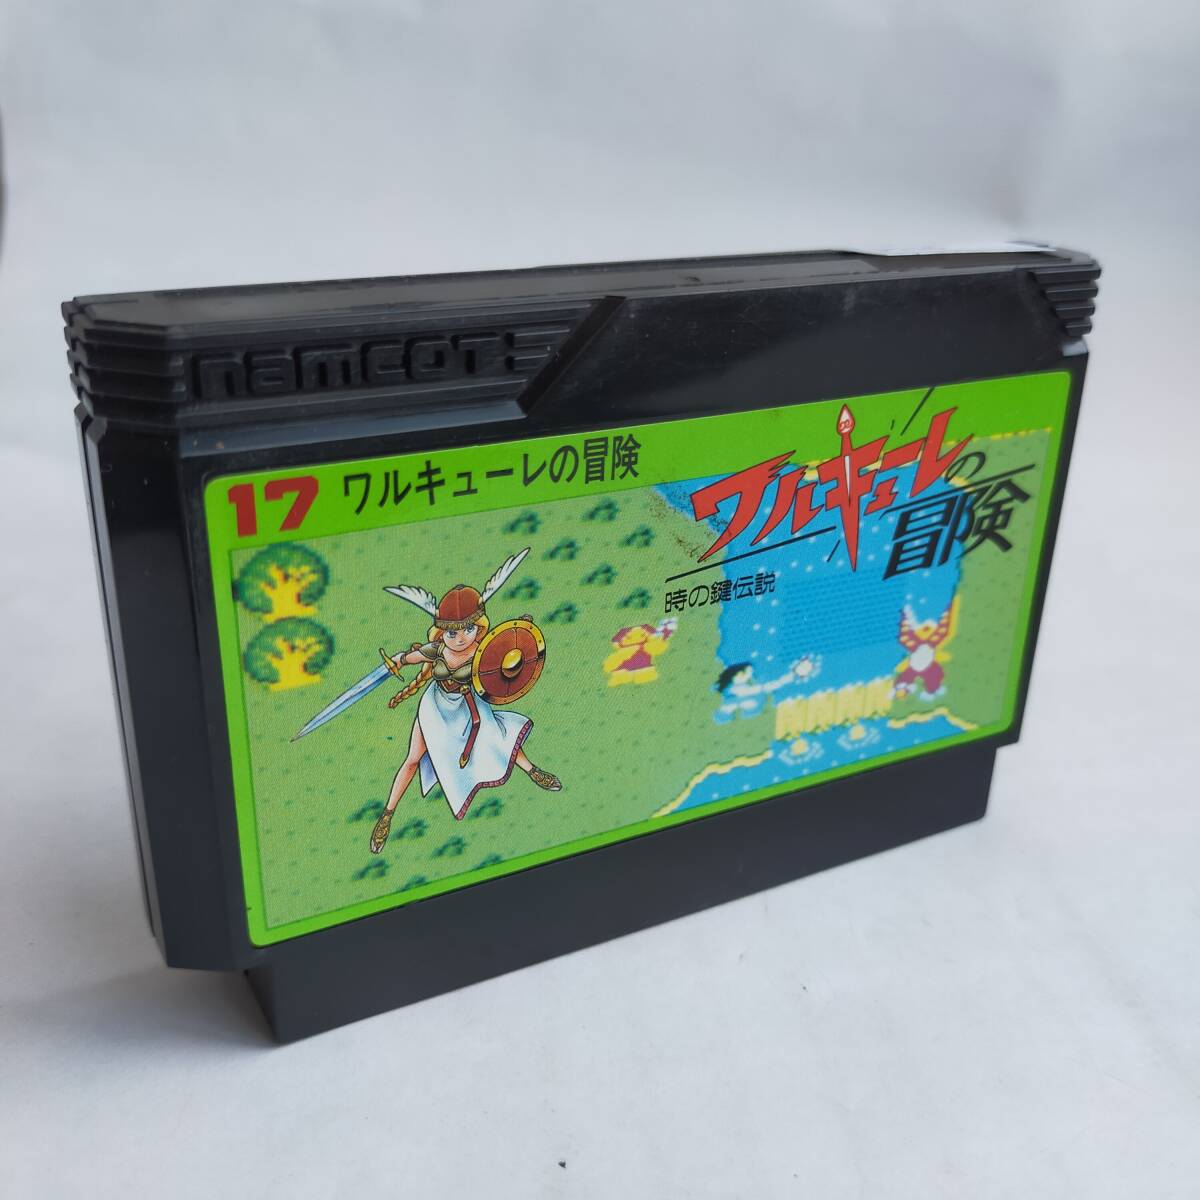 namcot
17 ワルキューレの冒険
ワルキューレの
冒険
時の鍵伝説